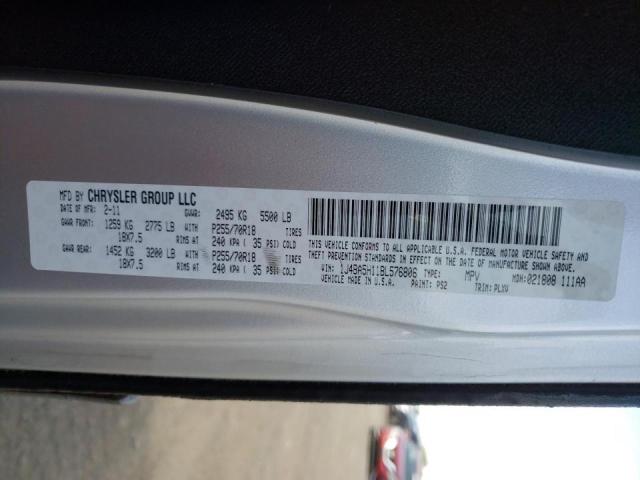 MFD BY CHRYSLER GROUP LLC
DATE OF MFR: 2-11 GVWR: 2495 KG 5500 LB
GAWR FRONT: 1259 KG 2775 LB WITH P255/70R18 TIRES
18X7.5 RIMS AT 240 KPA ( 35 PSI) COLD
GAWR REAR: 1452 KG 3200 LB WITH P255/70R18 TIRES
18X7.5 RIMS AT 240 KPA ( 35 PSI) COLD
THIS VEHICLE CONFORMS TO ALL APPLICABLE U.S.A. FEDERAL MOTOR VEHICLE SAFETY AND
THEFT PREVENTION STANDARDS IN EFFECT ON THE DATE OF MANUFACTURE SHOWN ABOVE.
VIN: 1J4BA5H11BL576806 TYPE: MPV MDH: 021808 111AA
VEHICLE MADE IN U.S.A. PAINT: PS2 TRIM: PLXV